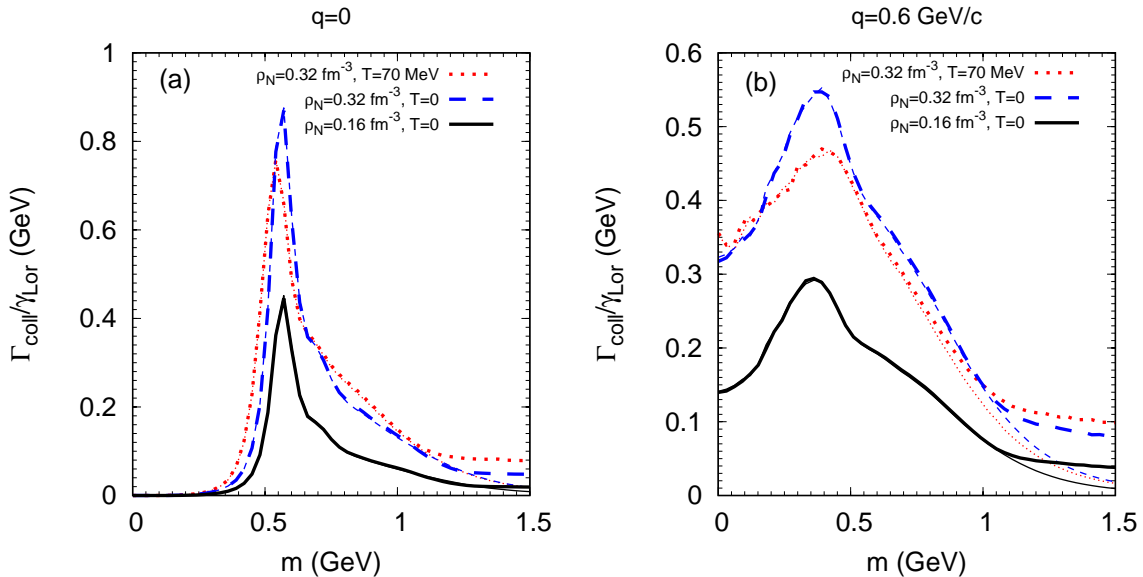 q=0
(a)
ρN=0.32 fm⁻³, T=70 MeV
ρN=0.32 fm⁻³, T=0
ρN=0.16 fm⁻³, T=0
Γcoll/γLor (GeV)
1
0.8
0.6
0.4
0.2
0
0 0.5 1 1.5
m (GeV)
q=0.6 GeV/c
(b)
ρN=0.32 fm⁻³, T=70 MeV
ρN=0.32 fm⁻³, T=0
ρN=0.16 fm⁻³, T=0
Γcoll/γLor (GeV)
0.6
0.5
0.4
0.3
0.2
0.1
0
0 0.5 1 1.5
m (GeV)